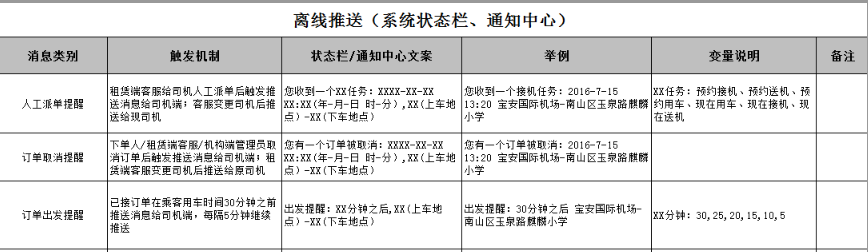 离线推送（系统状态栏、通知中心）
消息类别 触发机制 状态栏/通知中心文案 举例 变量说明 备注
人工派单提醒
租赁端客服给司机人工派单后触发推
送消息给司机端；客服变更司机后推
送给现司机
您收到一个XX任务：XXXX-XX-XX
XX:XX(年-月-日 时-分）,XX(上车地
点）-XX(下车地点）
您收到一个接机任务：2016-7-15
13:20 宝安国际机场-南山区玉泉路麒麟
小学
XX任务：预约接机、预约送机、预
约用车、现在用车、现在接机、现
在送机
订单取消提醒
下单人/租赁端客服/机构端管理员取
消订单后触发推送消息给司机端；租
赁端客服变更司机后推送给原司机
您有一个订单被取消：XXXX-XX-XX
XX:XX(年-月-日 时-分）,XX(上车地
点）-XX(下车地点）
您有一个订单被取消：2016-7-15
13:20 宝安国际机场-南山区玉泉路麒麟
小学
订单出发提醒
已接订单在乘客用车时间30分钟之前
推送消息给司机端，每隔5分钟继续
推送
出发提醒：XX分钟之后,XX(上车地
点）-XX(下车地点）
出发提醒：30分钟之后 宝安国际机场-
南山区玉泉路麒麟小学
XX分钟：30,25,20,15,10,5